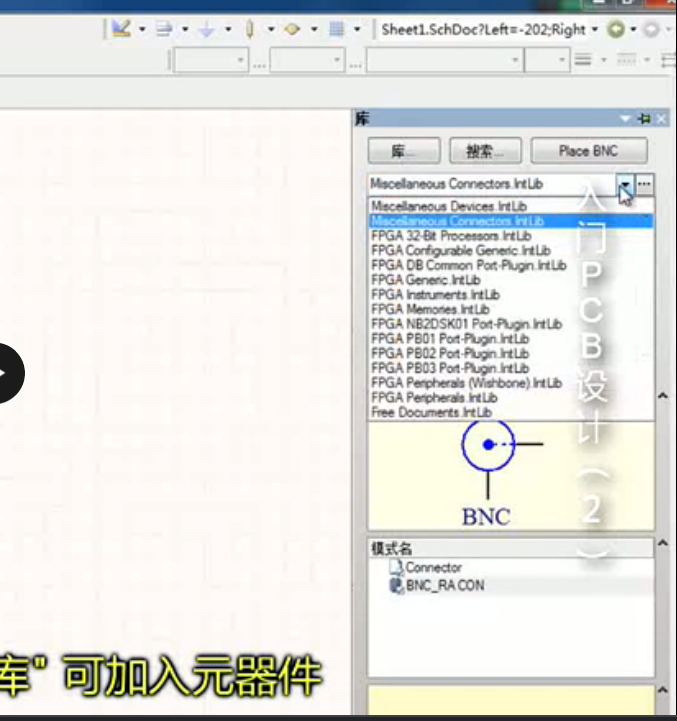 Sheet1.SchDoc?Left=-202;Right
...
...
库
库...
搜索...
Place BNC
Miscellaneous Connectors.IntLib
...
Miscellaneous Devices.IntLib
Miscellaneous Connectors.IntLib
FPGA 32-Bit Processors.IntLib
FPGA Configurable Generic.IntLib
FPGA DB Common Port-Plugin.IntLib
FPGA Generic.IntLib
FPGA Instruments.IntLib
FPGA Memories.IntLib
FPGA NB2DSK01 Port-Plugin.IntLib
FPGA PB01 Port-Plugin.IntLib
FPGA PB02 Port-Plugin.IntLib
FPGA PB03 Port-Plugin.IntLib
FPGA Peripherals (Wishbone).IntLib
FPGA Peripherals.IntLib
Free Documents.IntLib
BNC
模式名
Connector
BNC_RA CON
入门PCB设计（2）
库" 可加入元器件